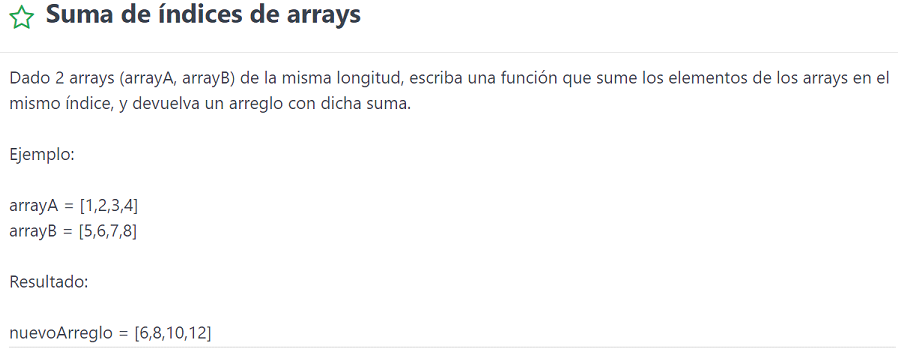 Suma de índices de arrays
Dado 2 arrays (arrayA, arrayB) de la misma longitud, escriba una función que sume los elementos de los arrays en el
mismo índice, y devuelva un arreglo con dicha suma.
Ejemplo:
arrayA = [1,2,3,4]
arrayB = [5,6,7,8]
Resultado:
nuevoArreglo = [6,8,10,12]